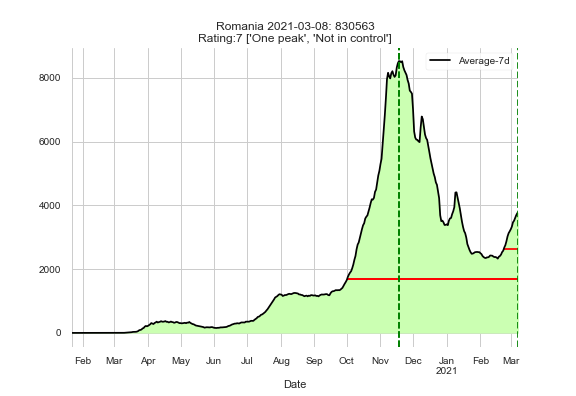 Romania 2021-03-08: 830563
Rating:7 ['One peak', 'Not in control']
Average-7d
8000
6000
4000
2000
0
Feb Mar Apr May Jun Jul Aug Sep Oct Nov Dec Jan Feb Mar
2021
Date